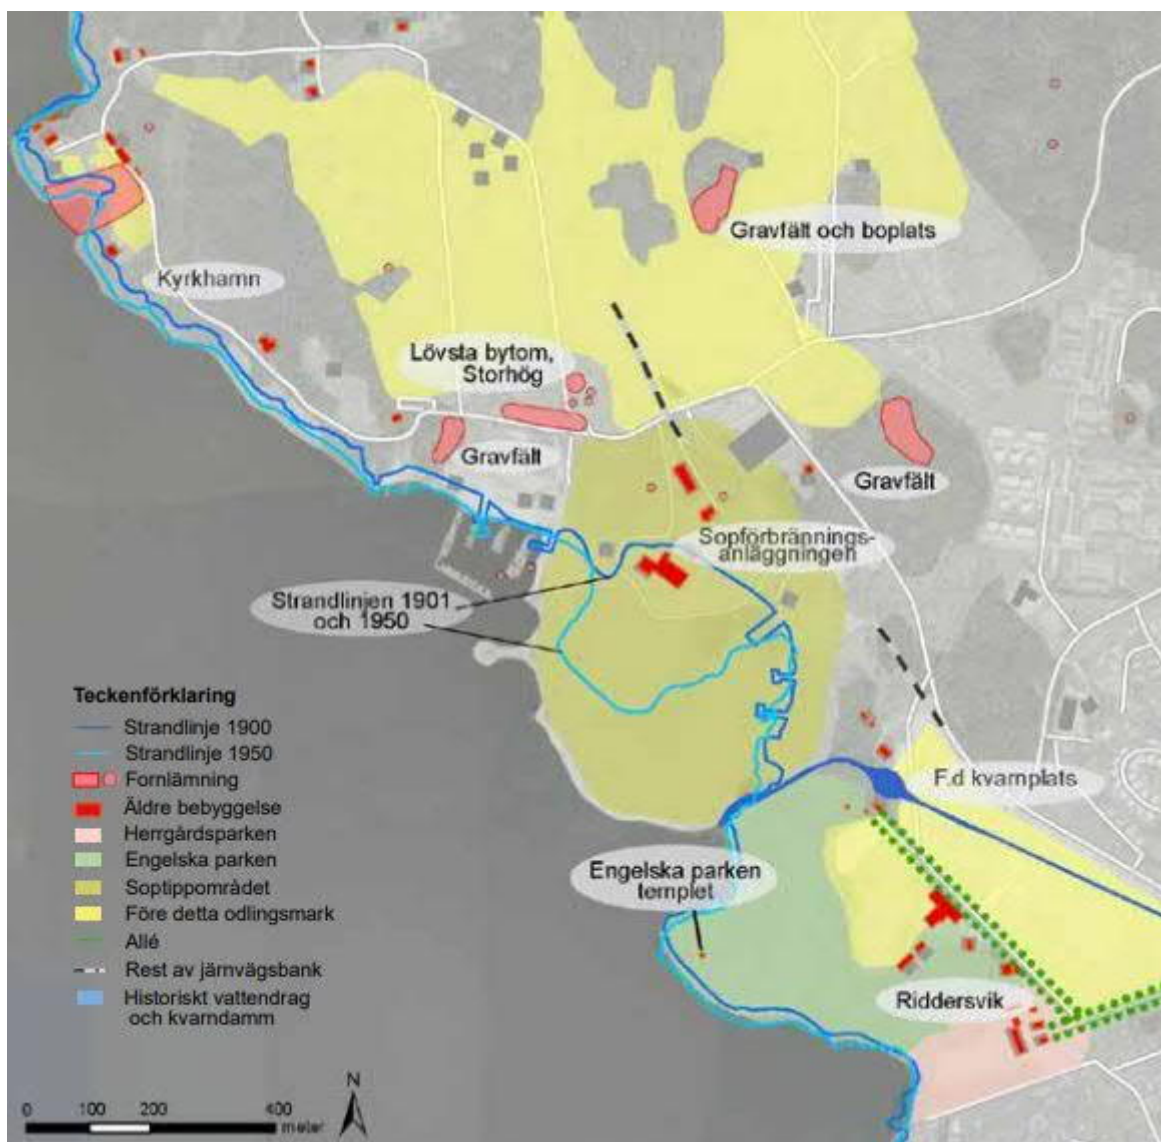 Gravfält och boplats
Kyrkhamn
Lövsta bytom,
Storhög
Gravfält
Gravfält
Sopförbrännings-
anläggningen
Strandlinjen 1901
och 1950
F.d kvarnplats
Engelska parken
templet
Riddersvik
Teckenförklaring
Strandlinje 1900
Strandlinje 1950
Fornlämning
Äldre bebyggelse
Herrgårdsparken
Engelska parken
Soptippområdet
Före detta odlingsmark
Allé
Rest av järnvägsbank
Historiskt vattendrag
och kvarndamm
0 100 200 400
meter
N